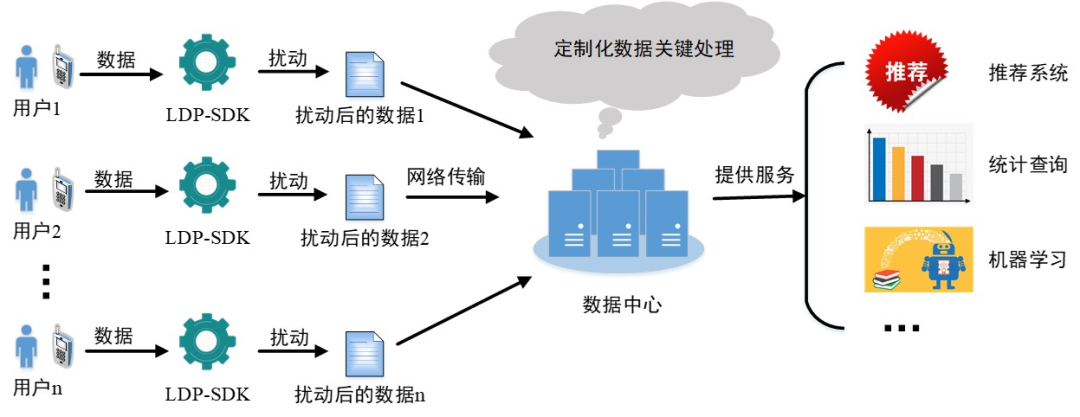 定制化数据关键处理
数据
扰动
用户1
LDP-SDK
扰动后的数据1
数据
扰动
网络传输
用户2
LDP-SDK
扰动后的数据2
数据
扰动
用户n
LDP-SDK
扰动后的数据n
数据中心
提供服务
推荐
推荐系统
统计查询
机器学习